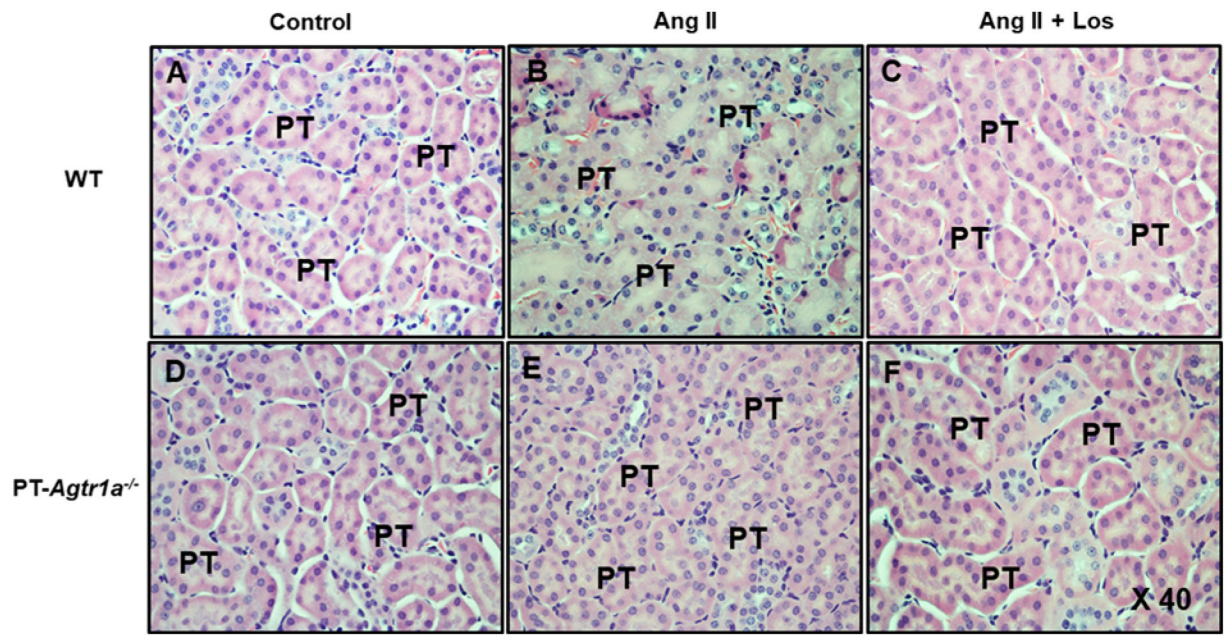 Control Ang II Ang II + Los
WT
A PT PT PT
B PT PT PT
C PT PT PT
PT-Agtr1a-/-
D PT PT PT
E PT PT PT PT
F PT PT PT
X 40